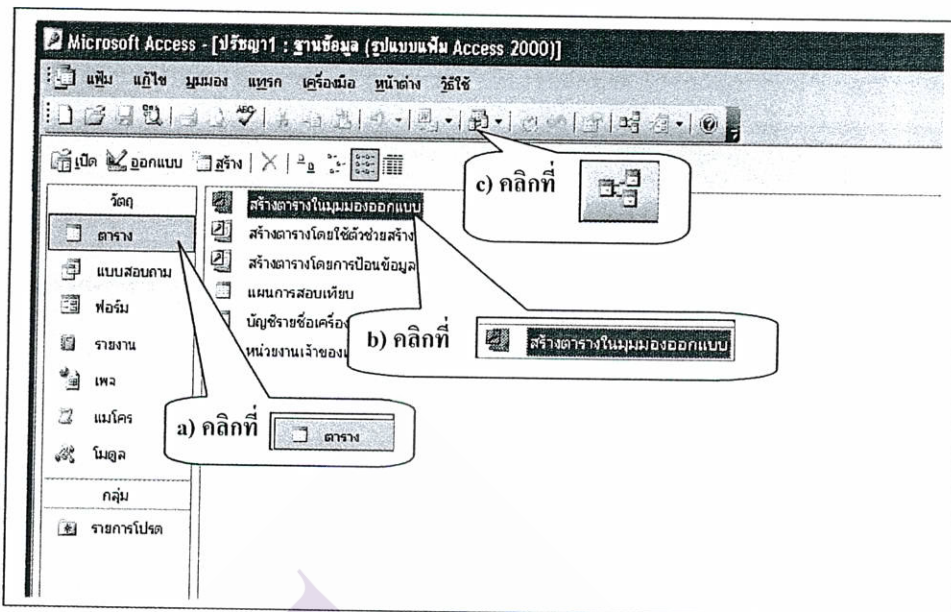 Microsoft Access - [ปรัชญา1 : ฐานข้อมูล (รูปแบบแฟ้ม Access 2000)]
แฟ้ม แก้ไข มุมมอง แทรก เครื่องมือ หน้าต่าง วิธีใช้
เปิด ออกแบบ สร้าง
c) คลิกที่
วัตถุ
ตาราง
แบบสอบถาม
ฟอร์ม
รายงาน
เพจ
แมโคร
โมดูล
กลุ่ม
รายการโปรด
สร้างตารางในมุมมองออกแบบ
สร้างตารางโดยใช้ตัวช่วยสร้าง
สร้างตารางโดยการป้อนข้อมูล
แผนการสอบเทียบ
บัญชีรายชื่อเครื่อง
หน่วยงานเจ้าของ
b) คลิกที่ สร้างตารางในมุมมองออกแบบ
a) คลิกที่ ตาราง